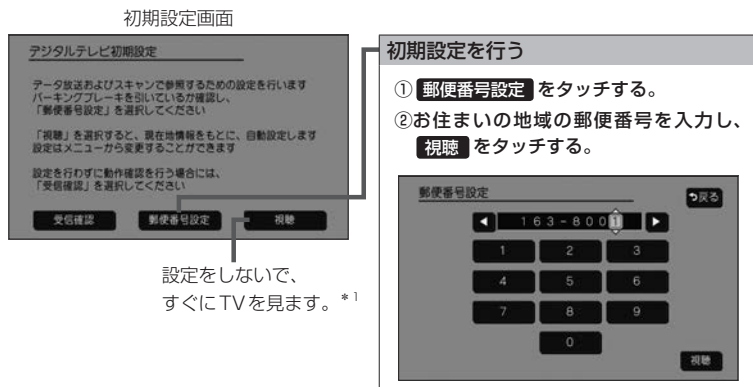 初期設定画面
デジタルテレビ初期設定
データ放送およびスキャンで参照するための設定を行います
パーキングブレーキを引いているか確認し、
「郵便番号設定」を選択してください
「視聴」を選択すると、現在地情報をもとに、自動設定します
設定はメニューから変更することができます
設定を行わずに動作確認を行う場合には、
「受信確認」を選択してください
受信確認 郵便番号設定 視聴
設定をしないで、
すぐにTVを見ます。*1
初期設定を行う
① 郵便番号設定 をタッチする。
②お住まいの地域の郵便番号を入力し、
視聴 をタッチする。
郵便番号設定 戻る
163-8001
1 2 3
4 5 6
7 8 9
0
視聴